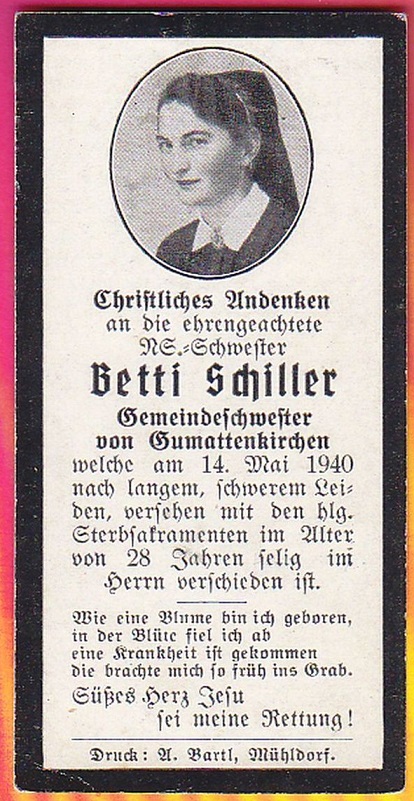 Christliches Andenken
an die ehrengeachtete
NS.-Schwester
Betti Schiller
Gemeindeschwester
von Gumattenkirchen
welche am 14. Mai 1940
nach langem, schwerem Lei-
den, versehen mit den hlg.
Sterbsakramenten im Alter
von 28 Jahren selig im
Herrn verschieden ist.
Wie eine Blume bin ich geboren,
in der Blüte fiel ich ab
eine Krankheit ist gekommen
die brachte mich so früh ins Grab.
Süßes Herz Jesu
sei meine Rettung!
Druck: A. Bartl, Mühldorf.